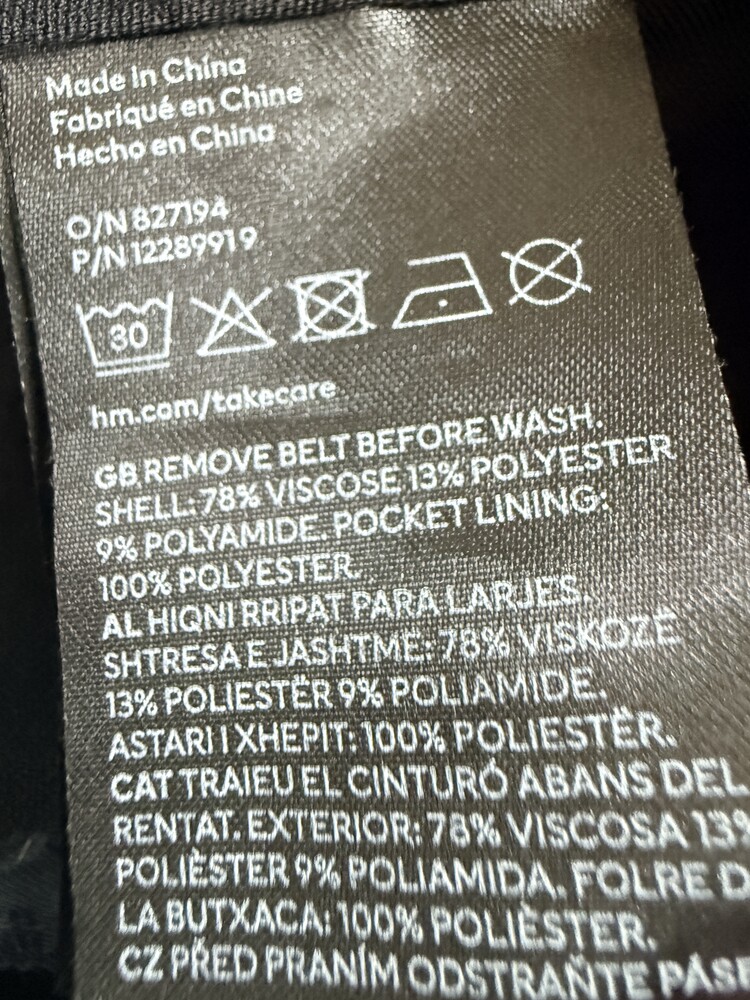 Made in China
Fabriqué en Chine
Hecho en China
O/N 827194
P/N 12289919
30
hm.com/takecare
GB REMOVE BELT BEFORE WASH.
SHELL: 78% VISCOSE 13% POLYESTER
9% POLYAMIDE. POCKET LINING:
100% POLYESTER.
AL HIQNI RRIPAT PARA LARJES.
SHTRESA E JASHTME: 78% VISKOZË
13% POLIESTËR 9% POLIAMIDE.
ASTARI I XHEPIT: 100% POLIESTËR.
CAT TRAIEU EL CINTURÓ ABANS DEL
RENTAT. EXTERIOR: 78% VISCOSA 13%
POLIÈSTER 9% POLIAMIDA. FOLRE D
LA BUTXACA: 100% POLIÈSTER.
CZ PŘED PRANÍM ODSTRAŇTE PÁS